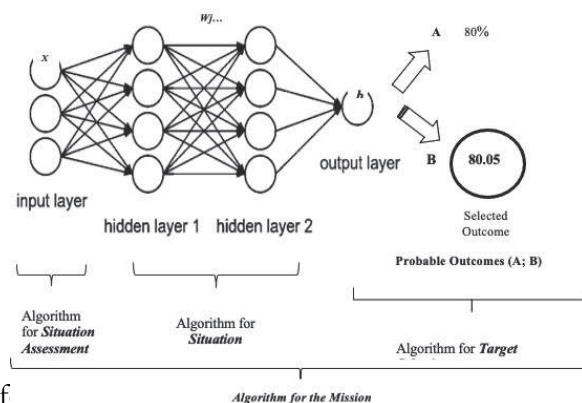 Wj...
A 80%
x
b
B 80.05
output layer
input layer
Selected
Outcome
hidden layer 1 hidden layer 2
Probable Outcomes (A; B)
Algorithm
for Situation
Assessment
Algorithm for
Situation
Algorithm for Target
f
Algorithm for the Mission